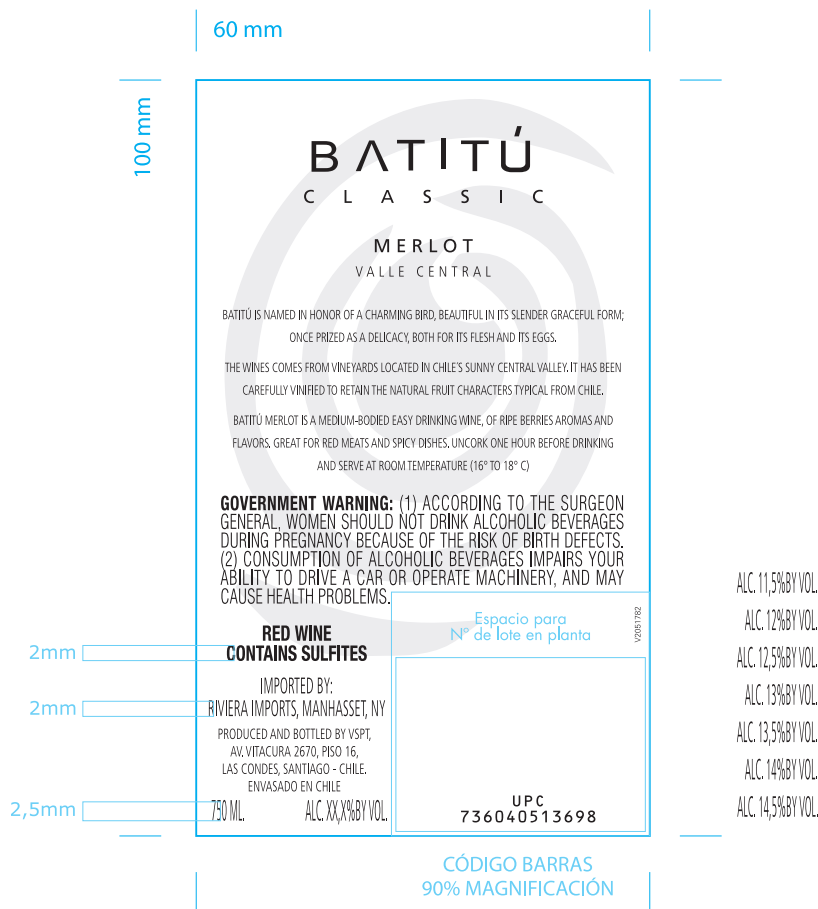 60 mm
100 mm
BATITÚ
CLASSIC
MERLOT
VALLE CENTRAL
BATITÚ IS NAMED IN HONOR OF A CHARMING BIRD, BEAUTIFUL IN ITS SLENDER GRACEFUL FORM;
ONCE PRIZED AS A DELICACY, BOTH FOR ITS FLESH AND ITS EGGS.
THE WINES COMES FROM VINEYARDS LOCATED IN CHILE'S SUNNY CENTRAL VALLEY. IT HAS BEEN
CAREFULLY VINIFIED TO RETAIN THE NATURAL FRUIT CHARACTERS TYPICAL FROM CHILE.
BATITÚ MERLOT IS A MEDIUM-BODIED EASY DRINKING WINE, OF RIPE BERRIES AROMAS AND
FLAVORS. GREAT FOR RED MEATS AND SPICY DISHES. UNCORK ONE HOUR BEFORE DRINKING
AND SERVE AT ROOM TEMPERATURE (16° TO 18° C)
GOVERNMENT WARNING: (1) ACCORDING TO THE SURGEON
GENERAL, WOMEN SHOULD NOT DRINK ALCOHOLIC BEVERAGES
DURING PREGNANCY BECAUSE OF THE RISK OF BIRTH DEFECTS.
(2) CONSUMPTION OF ALCOHOLIC BEVERAGES IMPAIRS YOUR
ABILITY TO DRIVE A CAR OR OPERATE MACHINERY, AND MAY
CAUSE HEALTH PROBLEMS.
RED WINE
CONTAINS SULFITES
IMPORTED BY:
RIVIERA IMPORTS, MANHASSET, NY
PRODUCED AND BOTTLED BY VSPT,
AV. VITACURA 2670, PISO 16,
LAS CONDES, SANTIAGO - CHILE.
ENVASADO EN CHILE
750 ML. ALC. XX,X%BY VOL.
2mm
2mm
2,5mm
Espacio para
N° de lote en planta
V2051782
UPC
736040513698
CÓDIGO BARRAS
90% MAGNIFICACIÓN
ALC. 11,5%BY VOL.
ALC. 12%BY VOL.
ALC. 12,5%BY VOL.
ALC. 13%BY VOL.
ALC. 13,5%BY VOL.
ALC. 14%BY VOL.
ALC. 14,5%BY VOL.